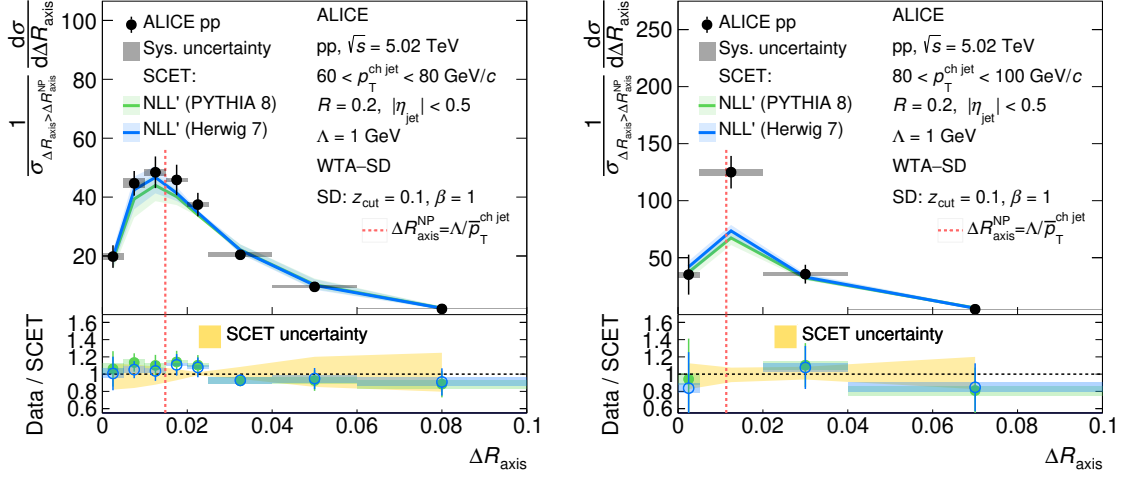 ALICE pp
Sys. uncertainty
SCET:
NLL' (PYTHIA 8)
NLL' (Herwig 7)
ALICE
pp, √s = 5.02 TeV
60 < p_T^{ch jet} < 80 GeV/c
R = 0.2, |η_jet| < 0.5
Λ = 1 GeV
WTA–SD
SD: z_cut = 0.1, β = 1
ΔR_axis^NP=Λ/p̅_T^{ch jet}
1/σ_{ΔR_axis>ΔR_axis^NP} dσ/dΔR_axis
100
80
60
40
20
SCET uncertainty
Data / SCET
1.6
1.4
1.2
1
0.8
0.6
0 0.02 0.04 0.06 0.08 0.1
ΔR_axis
ALICE pp
Sys. uncertainty
SCET:
NLL' (PYTHIA 8)
NLL' (Herwig 7)
ALICE
pp, √s = 5.02 TeV
80 < p_T^{ch jet} < 100 GeV/c
R = 0.2, |η_jet| < 0.5
Λ = 1 GeV
WTA–SD
SD: z_cut = 0.1, β = 1
ΔR_axis^NP=Λ/p̅_T^{ch jet}
1/σ_{ΔR_axis>ΔR_axis^NP} dσ/dΔR_axis
250
200
150
100
50
SCET uncertainty
Data / SCET
1.6
1.4
1.2
1
0.8
0.6
0 0.02 0.04 0.06 0.08 0.1
ΔR_axis